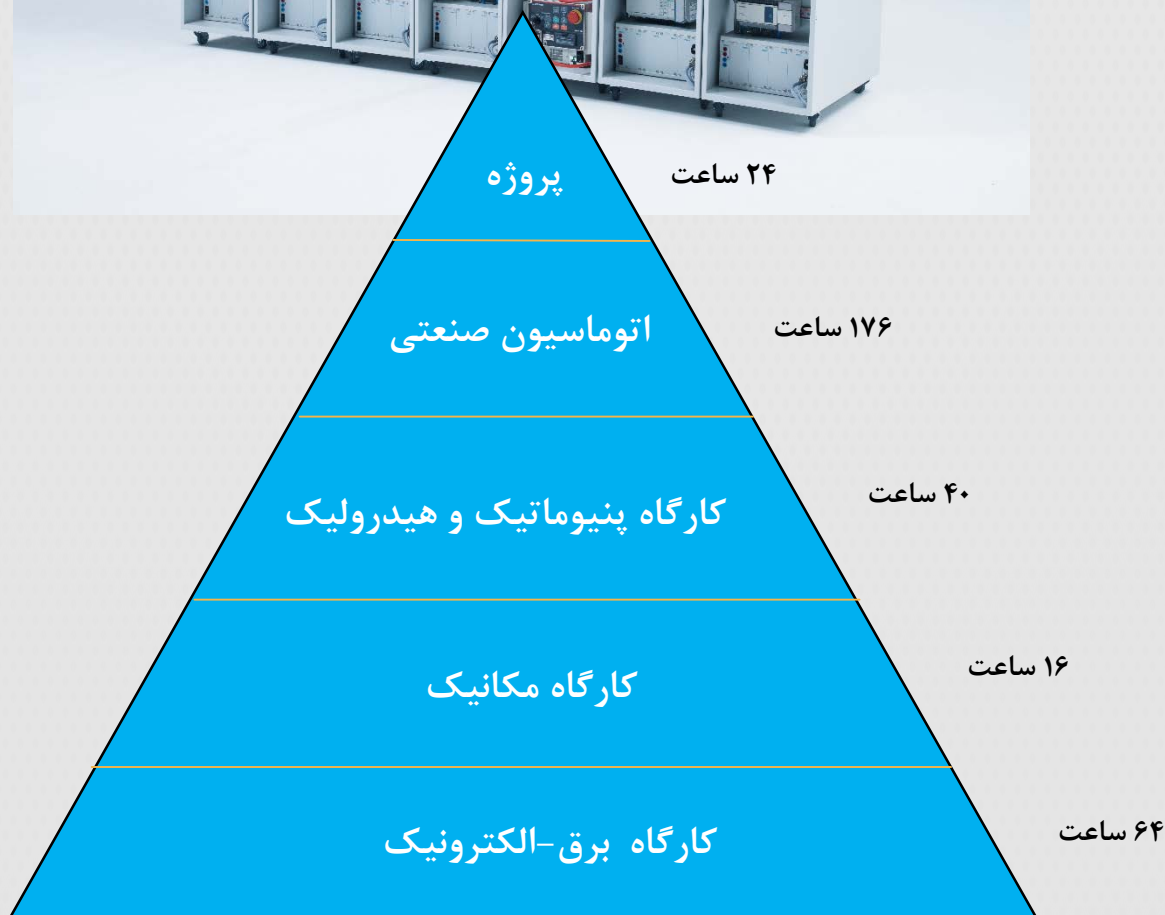 پروژه
۲۴ ساعت
اتوماسیون صنعتی
۱۷۶ ساعت
کارگاه پنیوماتیک و هیدرولیک
۴۰ ساعت
کارگاه مکانیک
۱۶ ساعت
کارگاه برق-الکترونیک
۶۴ ساعت